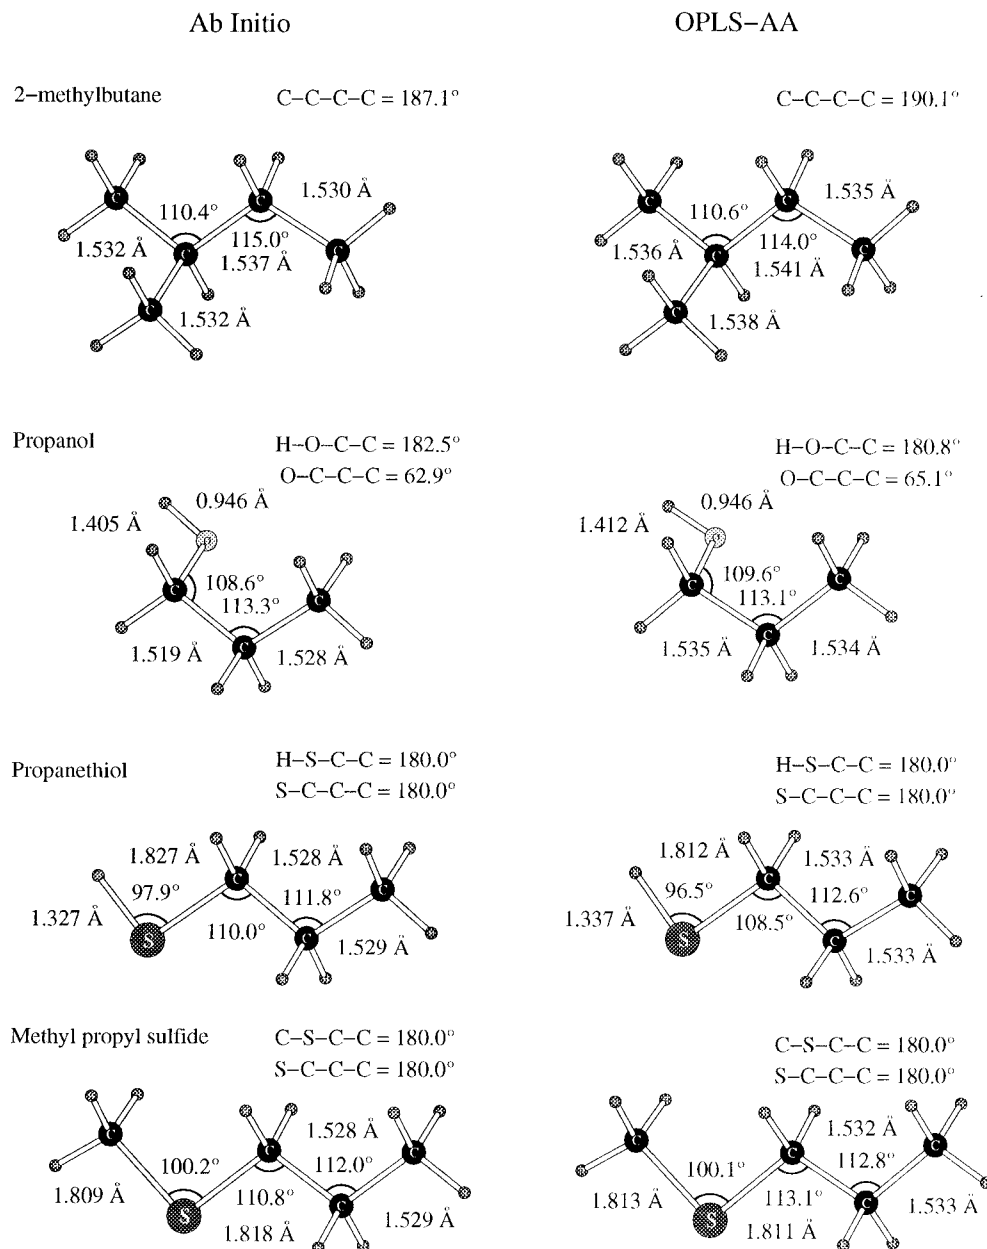 Ab Initio
OPLS-AA
2-methylbutane
C-C-C-C = 187.1°
C-C-C-C = 190.1°
110.4°
1.530 Å
1.532 Å
115.0°
1.537 Å
1.532 Å
C
C
C
C
C
110.6°
1.535 Å
1.536 Å
114.0°
1.541 Å
1.538 Å
C
C
C
C
C
Propanol
H-O-C-C = 182.5°
O-C-C-C = 62.9°
H-O-C-C = 180.8°
O-C-C-C = 65.1°
0.946 Å
1.405 Å
O
108.6°
113.3°
1.519 Å
1.528 Å
C
C
C
0.946 Å
1.412 Å
O
109.6°
113.1°
1.535 Å
1.534 Å
C
C
C
Propanethiol
H-S-C-C = 180.0°
S-C-C-C = 180.0°
H-S-C-C = 180.0°
S-C-C-C = 180.0°
1.827 Å
1.528 Å
97.9°
111.8°
1.327 Å
110.0°
1.529 Å
C
C
C
S
1.812 Å
1.533 Å
96.5°
112.6°
1.337 Å
108.5°
1.533 Å
C
C
C
S
Methyl propyl sulfide
C-S-C-C = 180.0°
S-C-C-C = 180.0°
C-S-C-C = 180.0°
S-C-C-C = 180.0°
1.528 Å
100.2°
112.0°
1.809 Å
110.8°
1.818 Å
1.529 Å
C
C
C
C
S
1.532 Å
100.1°
112.8°
1.813 Å
113.1°
1.811 Å
1.533 Å
C
C
C
C
S